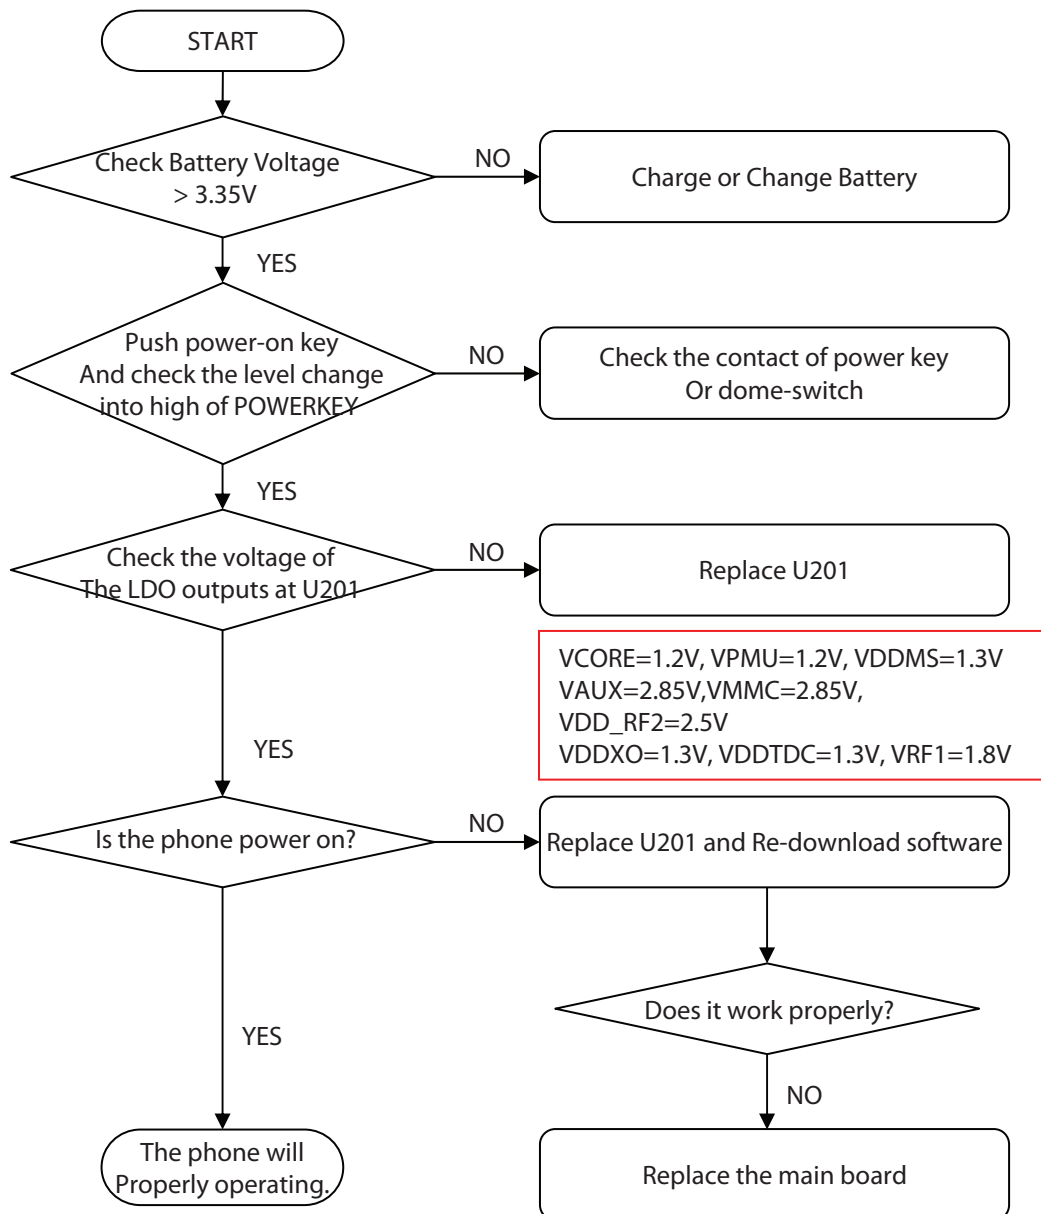 START
Check Battery Voltage
> 3.35V
NO
Charge or Change Battery
YES
Push power-on key
And check the level change
into high of POWERKEY
NO
Check the contact of power key
Or dome-switch
YES
Check the voltage of
The LDO outputs at U201
NO
Replace U201
VCORE=1.2V, VPMU=1.2V, VDDMS=1.3V
VAUX=2.85V,VMMC=2.85V,
VDD_RF2=2.5V
VDDXO=1.3V, VDDTDC=1.3V, VRF1=1.8V
YES
Is the phone power on?
NO
Replace U201 and Re-download software
Does it work properly?
YES
NO
The phone will
Properly operating.
Replace the main board